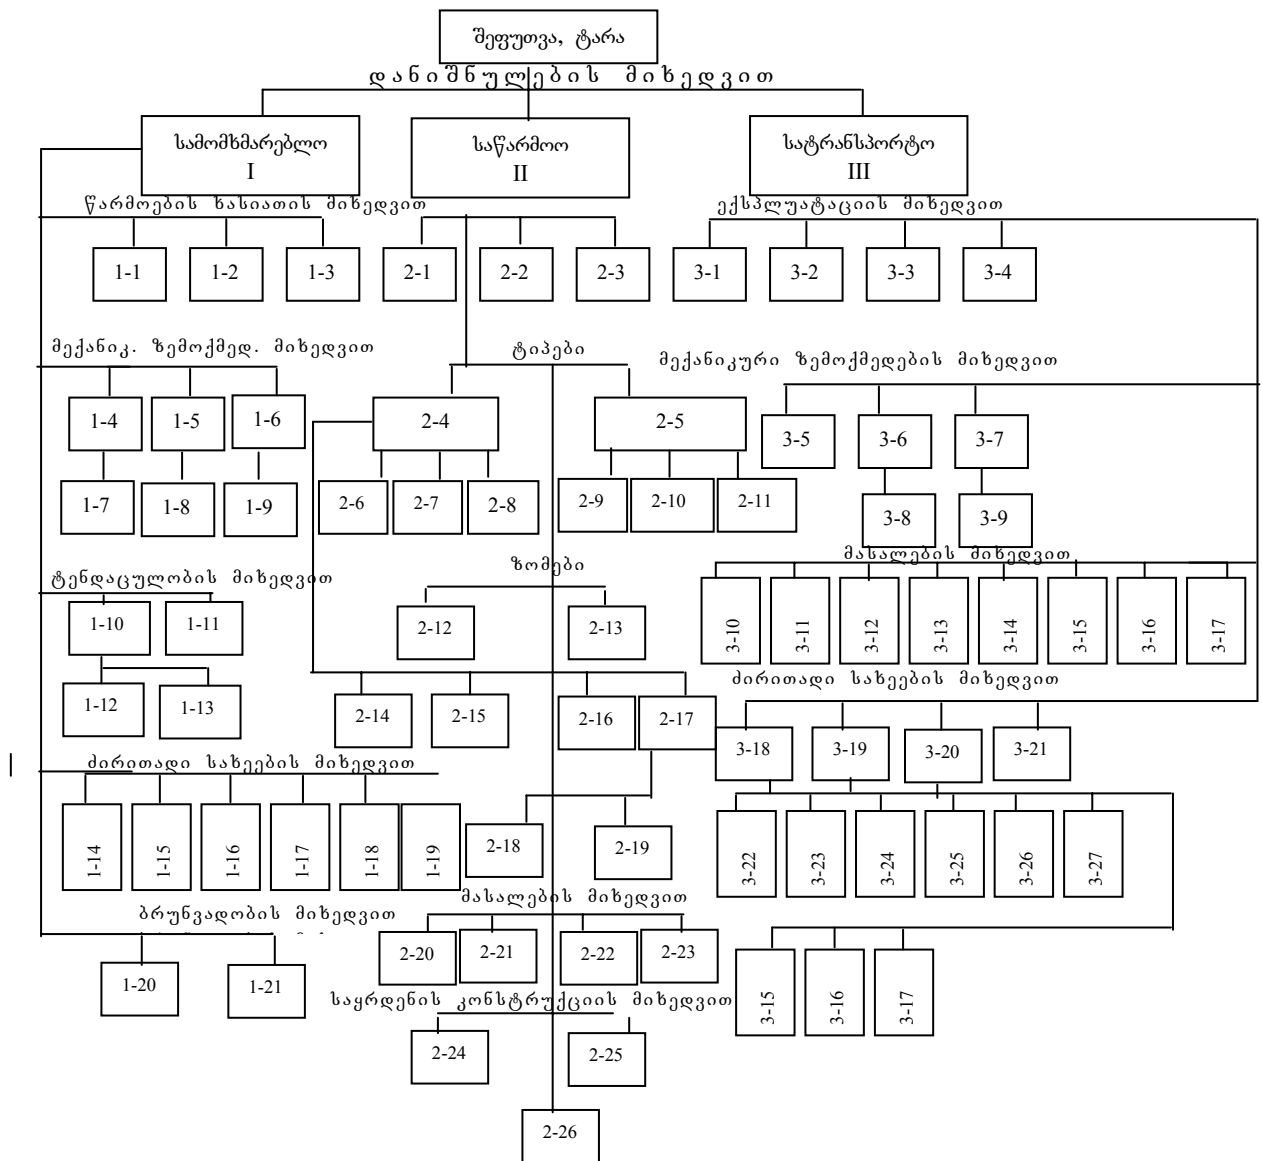 შეფუთვა, ტარა
დანიშნულების მიხედვით
სამომხმარებლო
I
საწარმოო
II
სატრანსპორტო
III
წარმოების ხასიათის მიხედვით
ექსპლუატაციის მიხედვით
1-1 1-2 1-3 2-1 2-2 2-3 3-1 3-2 3-3 3-4
მექანიკ. ზემოქმედ. მიხედვით
ტიპები
მექანიკური ზემოქმედების მიხედვით
1-4 1-5 1-6 2-4 2-5 3-5 3-6 3-7
1-7 1-8 1-9 2-6 2-7 2-8 2-9 2-10 2-11 3-8 3-9
მასალების მიხედვით
ზომები
ტენდაცულობის მიხედვით
1-10 1-11 2-12 2-13 3-10 3-11 3-12 3-13 3-14 3-15 3-16 3-17
ძირითადი სახეების მიხედვით
1-12 1-13 2-14 2-15 2-16 2-17 3-18 3-19 3-20 3-21
ძირითადი სახეების მიხედვით
1-14 1-15 1-16 1-17 1-18 1-19 2-18 2-19 3-22 3-23 3-24 3-25 3-26 3-27
მასალების მიხედვით
ბრუნვადობის მიხედვით
1-20 1-21 2-20 2-21 2-22 2-23 3-15 3-16 3-17
საყრდენის კონსტრუქციის მიხედვით
2-24 2-25
2-26